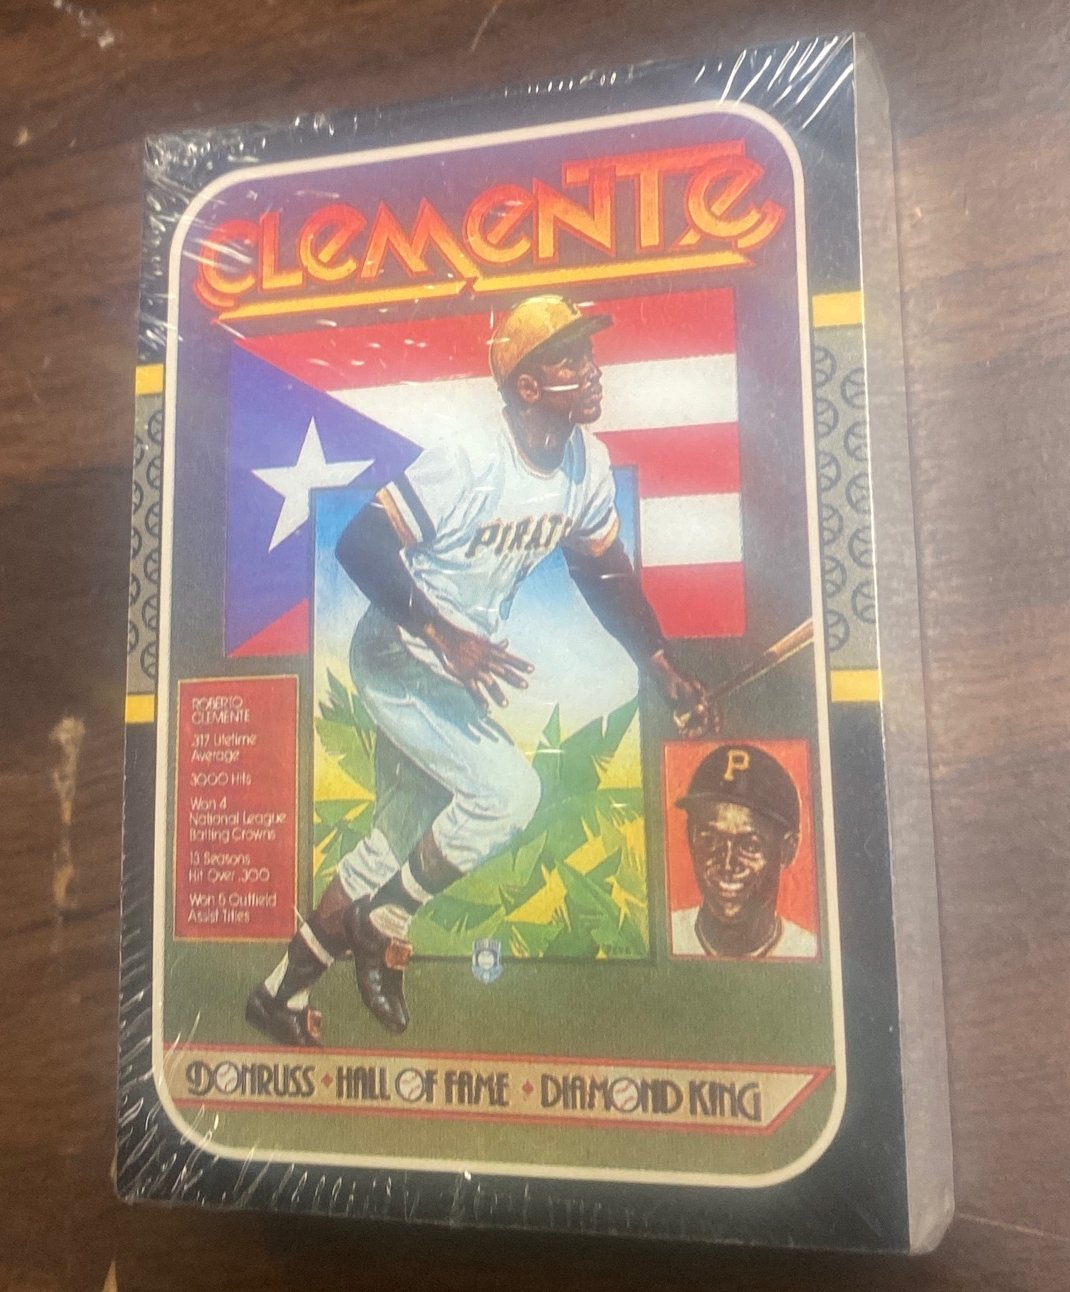 CLEMENTE
PIRAT
ROBERTO
CLEMENTE
.317 Lifetime
Average
3000 Hits
Won 4
National League
Batting Crowns
13 Seasons
Hit Over .300
Won 5 Outfield
Assist Titles
P
DONRUSS ♦ HALL OF FAME ♦ DIAMOND KING